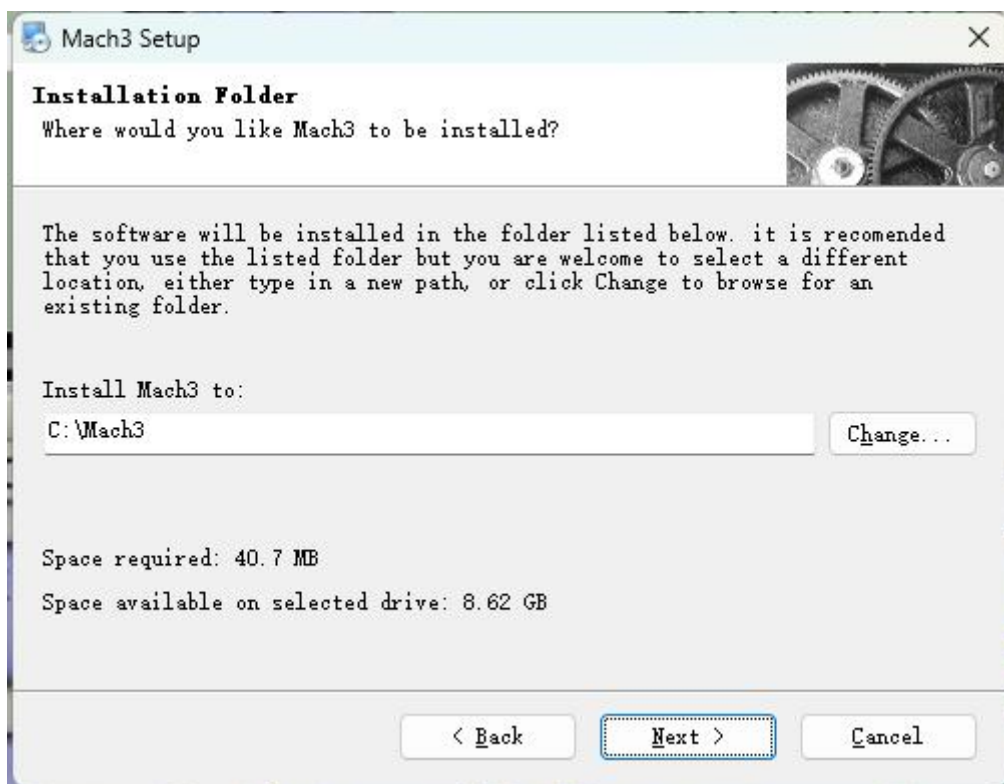 Mach3 Setup
Installation Folder
Where would you like Mach3 to be installed?
The software will be installed in the folder listed below. it is recomended
that you use the listed folder but you are welcome to select a different
location, either type in a new path, or click Change to browse for an
existing folder.
Install Mach3 to:
C:\Mach3
Change...
Space required: 40.7 MB
Space available on selected drive: 8.62 GB
< Back
Next >
Cancel